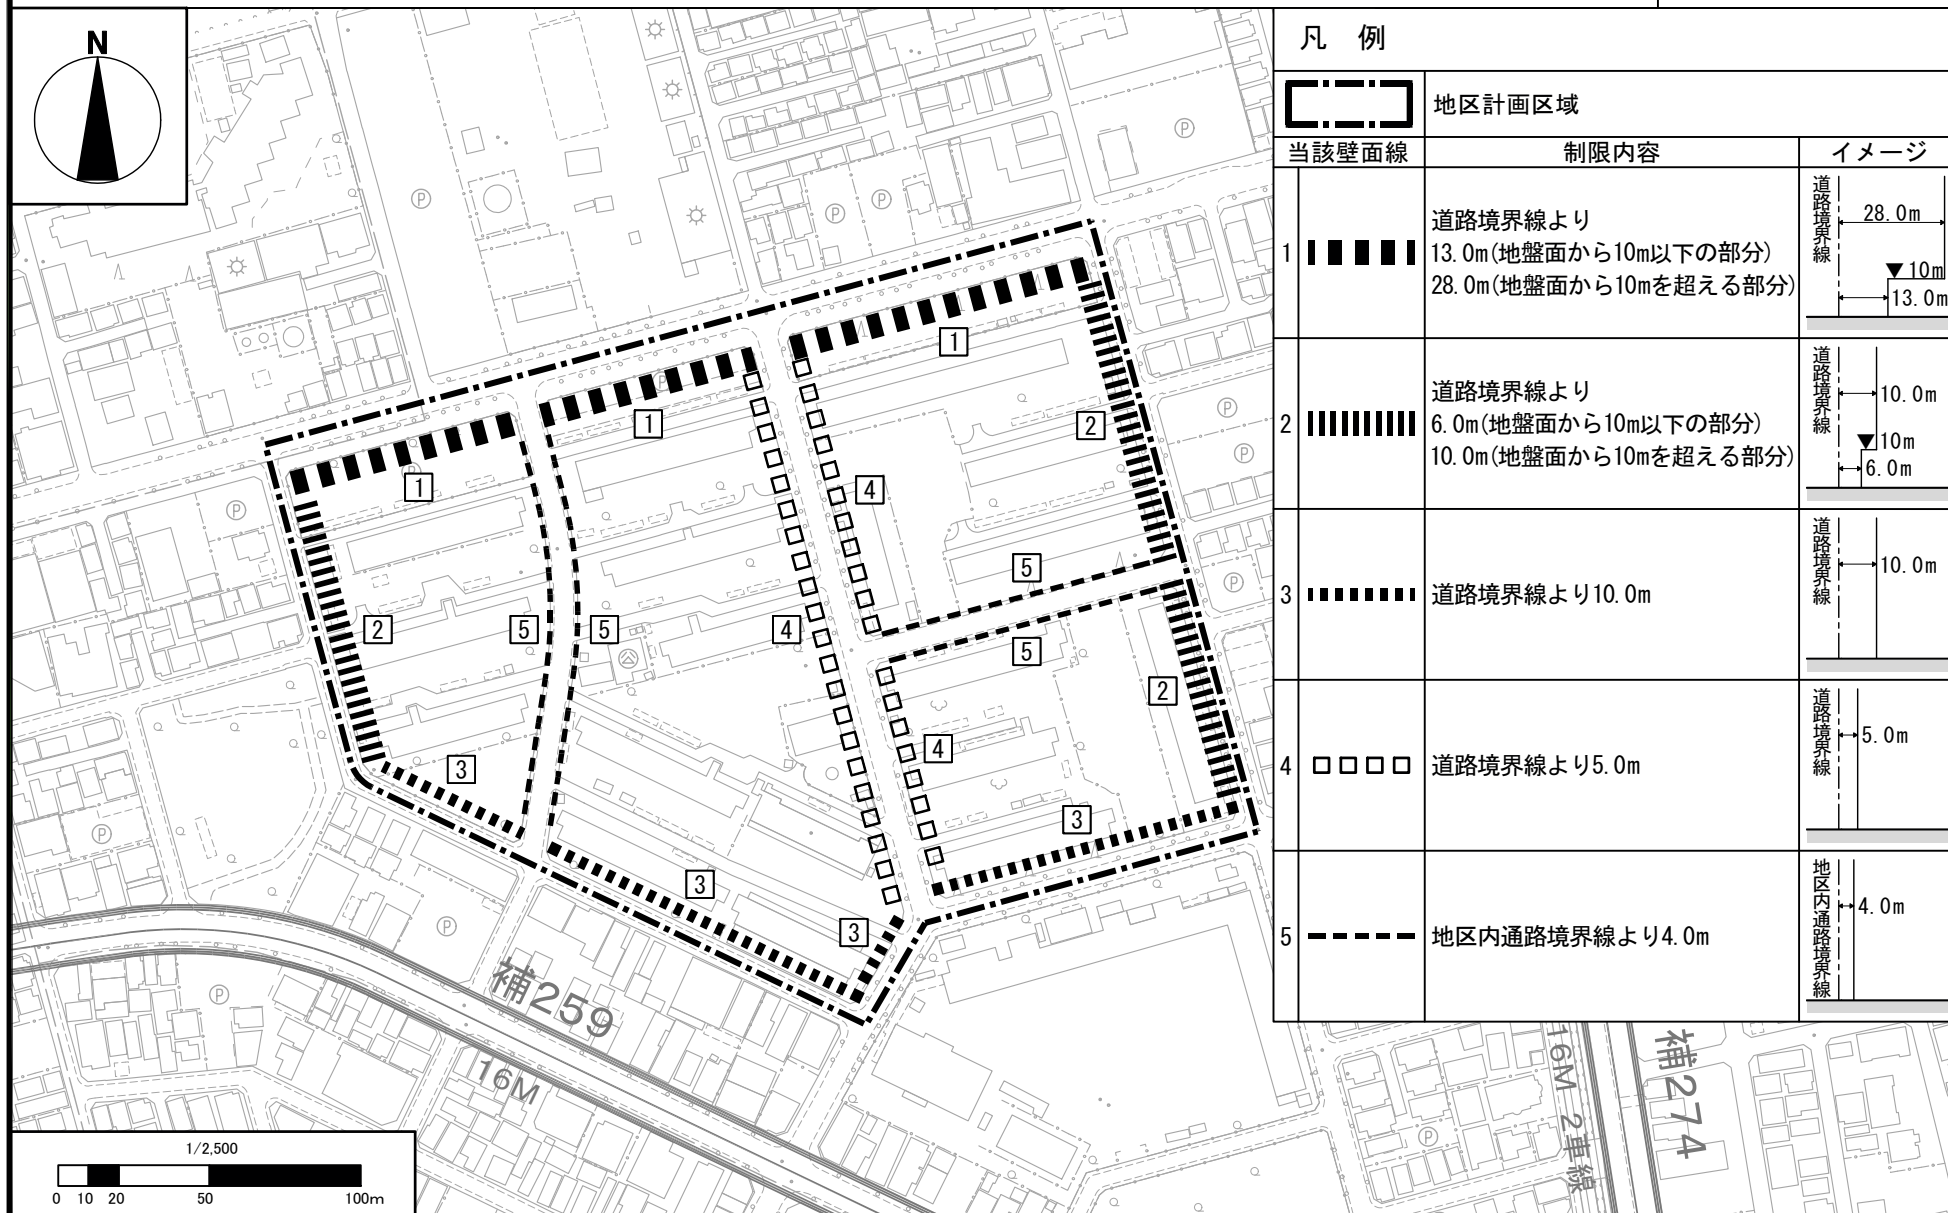 N
凡 例
地区計画区域
当該壁面線
制限内容
イメージ
1
道路境界線より
13.0m(地盤面から10m以下の部分)
28.0m(地盤面から10mを超える部分)
道路境界線
28.0m
▼10m
13.0m
2
道路境界線より
6.0m(地盤面から10m以下の部分)
10.0m(地盤面から10mを超える部分)
道路境界線
10.0m
▼10m
6.0m
3
道路境界線より10.0m
道路境界線
10.0m
4
道路境界線より5.0m
道路境界線
5.0m
5
地区内通路境界線より4.0m
地区内通路境界線
4.0m
1
1
1
2
4
5
2
5
5
4
5
2
4
3
3
3
3
P
P
P
P
P
P
P
P
P
P
P
P
P
P
補259
16M
16M 2車線
補274
1/2,500
0 10 20 50 100m